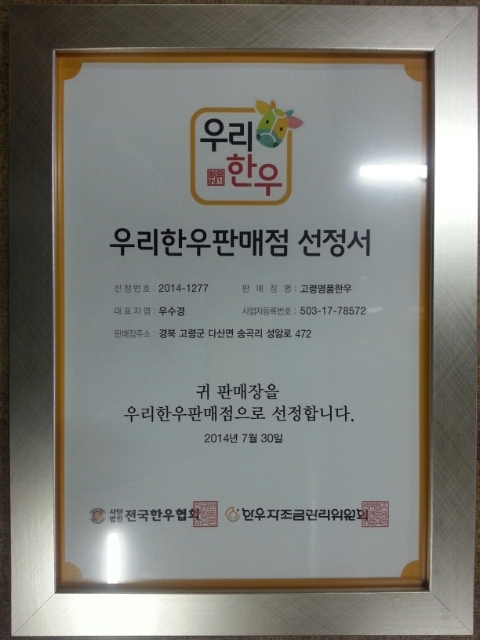 우리
한우
우리한우판매점 선정서
선정번호 : 2014-1277 판 매 장 명 : 고령명품한우
대표자명 : 우수경 사업자등록번호 : 503-17-78572
판매장주소 : 경북 고령군 다산면 송곡리 성암로 472
귀 판매장을
우리한우판매점으로 선정합니다.
2014년 7월 30일
사단법인 전국한우협회 한우자조금관리위원회